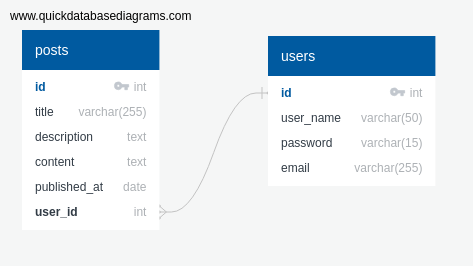 www.quickdatabasediagrams.com
posts
id int
title varchar(255)
description text
content text
published_at date
user_id int
users
id int
user_name varchar(50)
password varchar(15)
email varchar(255)